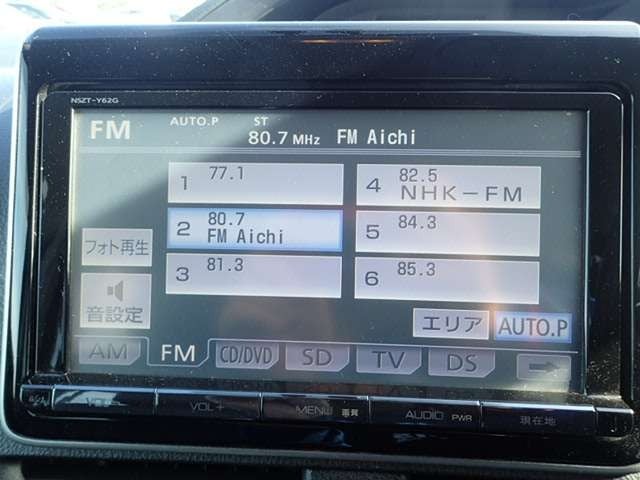 NSZT-Y62G
FM AUTO.P ST 80.7 MHz FM Aichi
1 77.1
2 80.7 FM Aichi
3 81.3
4 82.5 NHK-FM
5 84.3
6 85.3
フォト再生
音設定
エリア AUTO.P
AM FM CD/DVD SD TV DS
VOL+ MENU 画質 AUDIO PWR 現在地